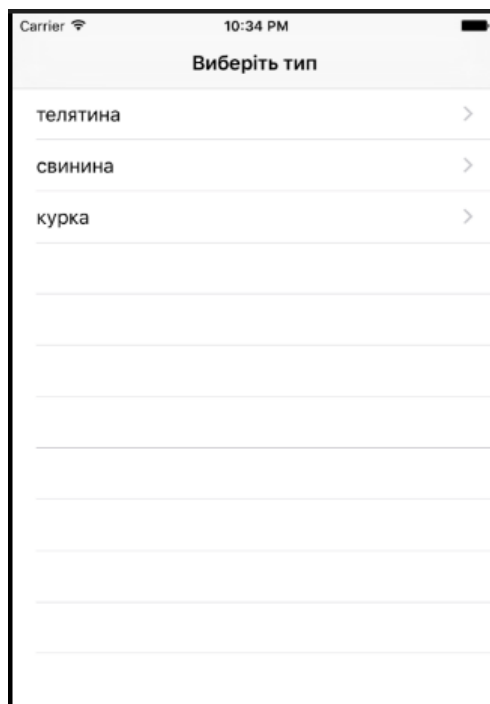 Carrier 10:34 PM
Виберіть тип
телятина
свинина
курка